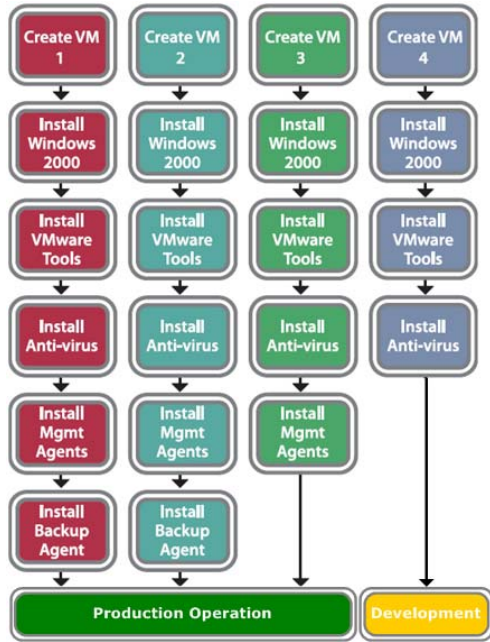 Create VM
1
Create VM
2
Create VM
3
Create VM
4
Install
Windows
2000
Install
Windows
2000
Install
Windows
2000
Install
Windows
2000
Install
VMware
Tools
Install
VMware
Tools
Install
VMware
Tools
Install
VMware
Tools
Install
Anti-virus
Install
Anti-virus
Install
Anti-virus
Install
Anti-virus
Install
Mgmt
Agents
Install
Mgmt
Agents
Install
Mgmt
Agents
Install
Backup
Agent
Install
Backup
Agent
Production Operation
Development